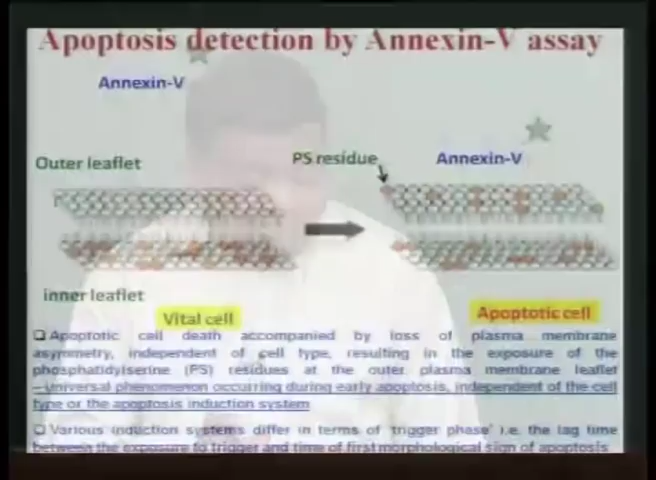 Apoptosis detection by Annexin-V assay
Annexin-V
Outer leaflet
PS residue
Annexin-V
inner leaflet
Vital cell
Apoptotic cell
❑Apoptotic cell death accompanied by loss of plasma membrane
asymmetry, independent of cell type, resulting in the exposure of the
phosphatidylserine (PS) residues at the outer plasma membrane leaflet
–universal phenomenon occurring during early apoptosis, independent of the cell
type or the apoptosis induction system
❑Various induction systems differ in terms of 'trigger phase' i.e. the lag time
between the exposure to trigger and time of first morphological sign of apoptosis